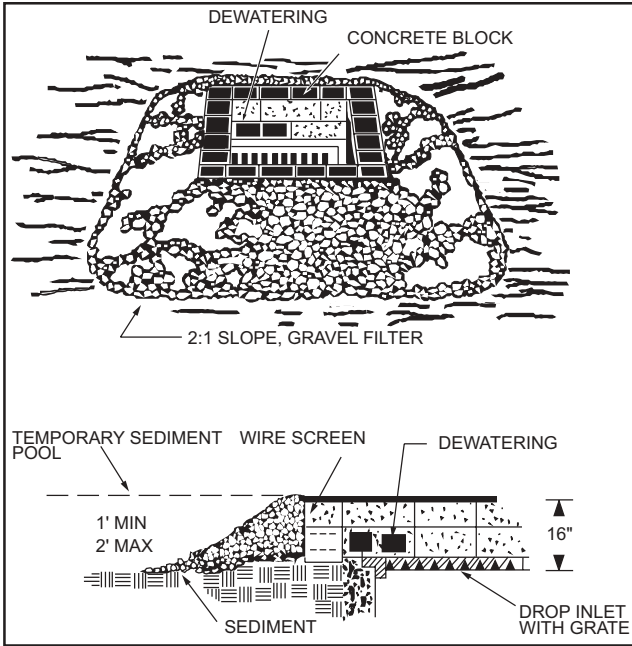 DEWATERING
CONCRETE BLOCK
2:1 SLOPE, GRAVEL FILTER
TEMPORARY SEDIMENT
POOL
WIRE SCREEN
DEWATERING
1' MIN
2' MAX
16"
SEDIMENT
DROP INLET
WITH GRATE